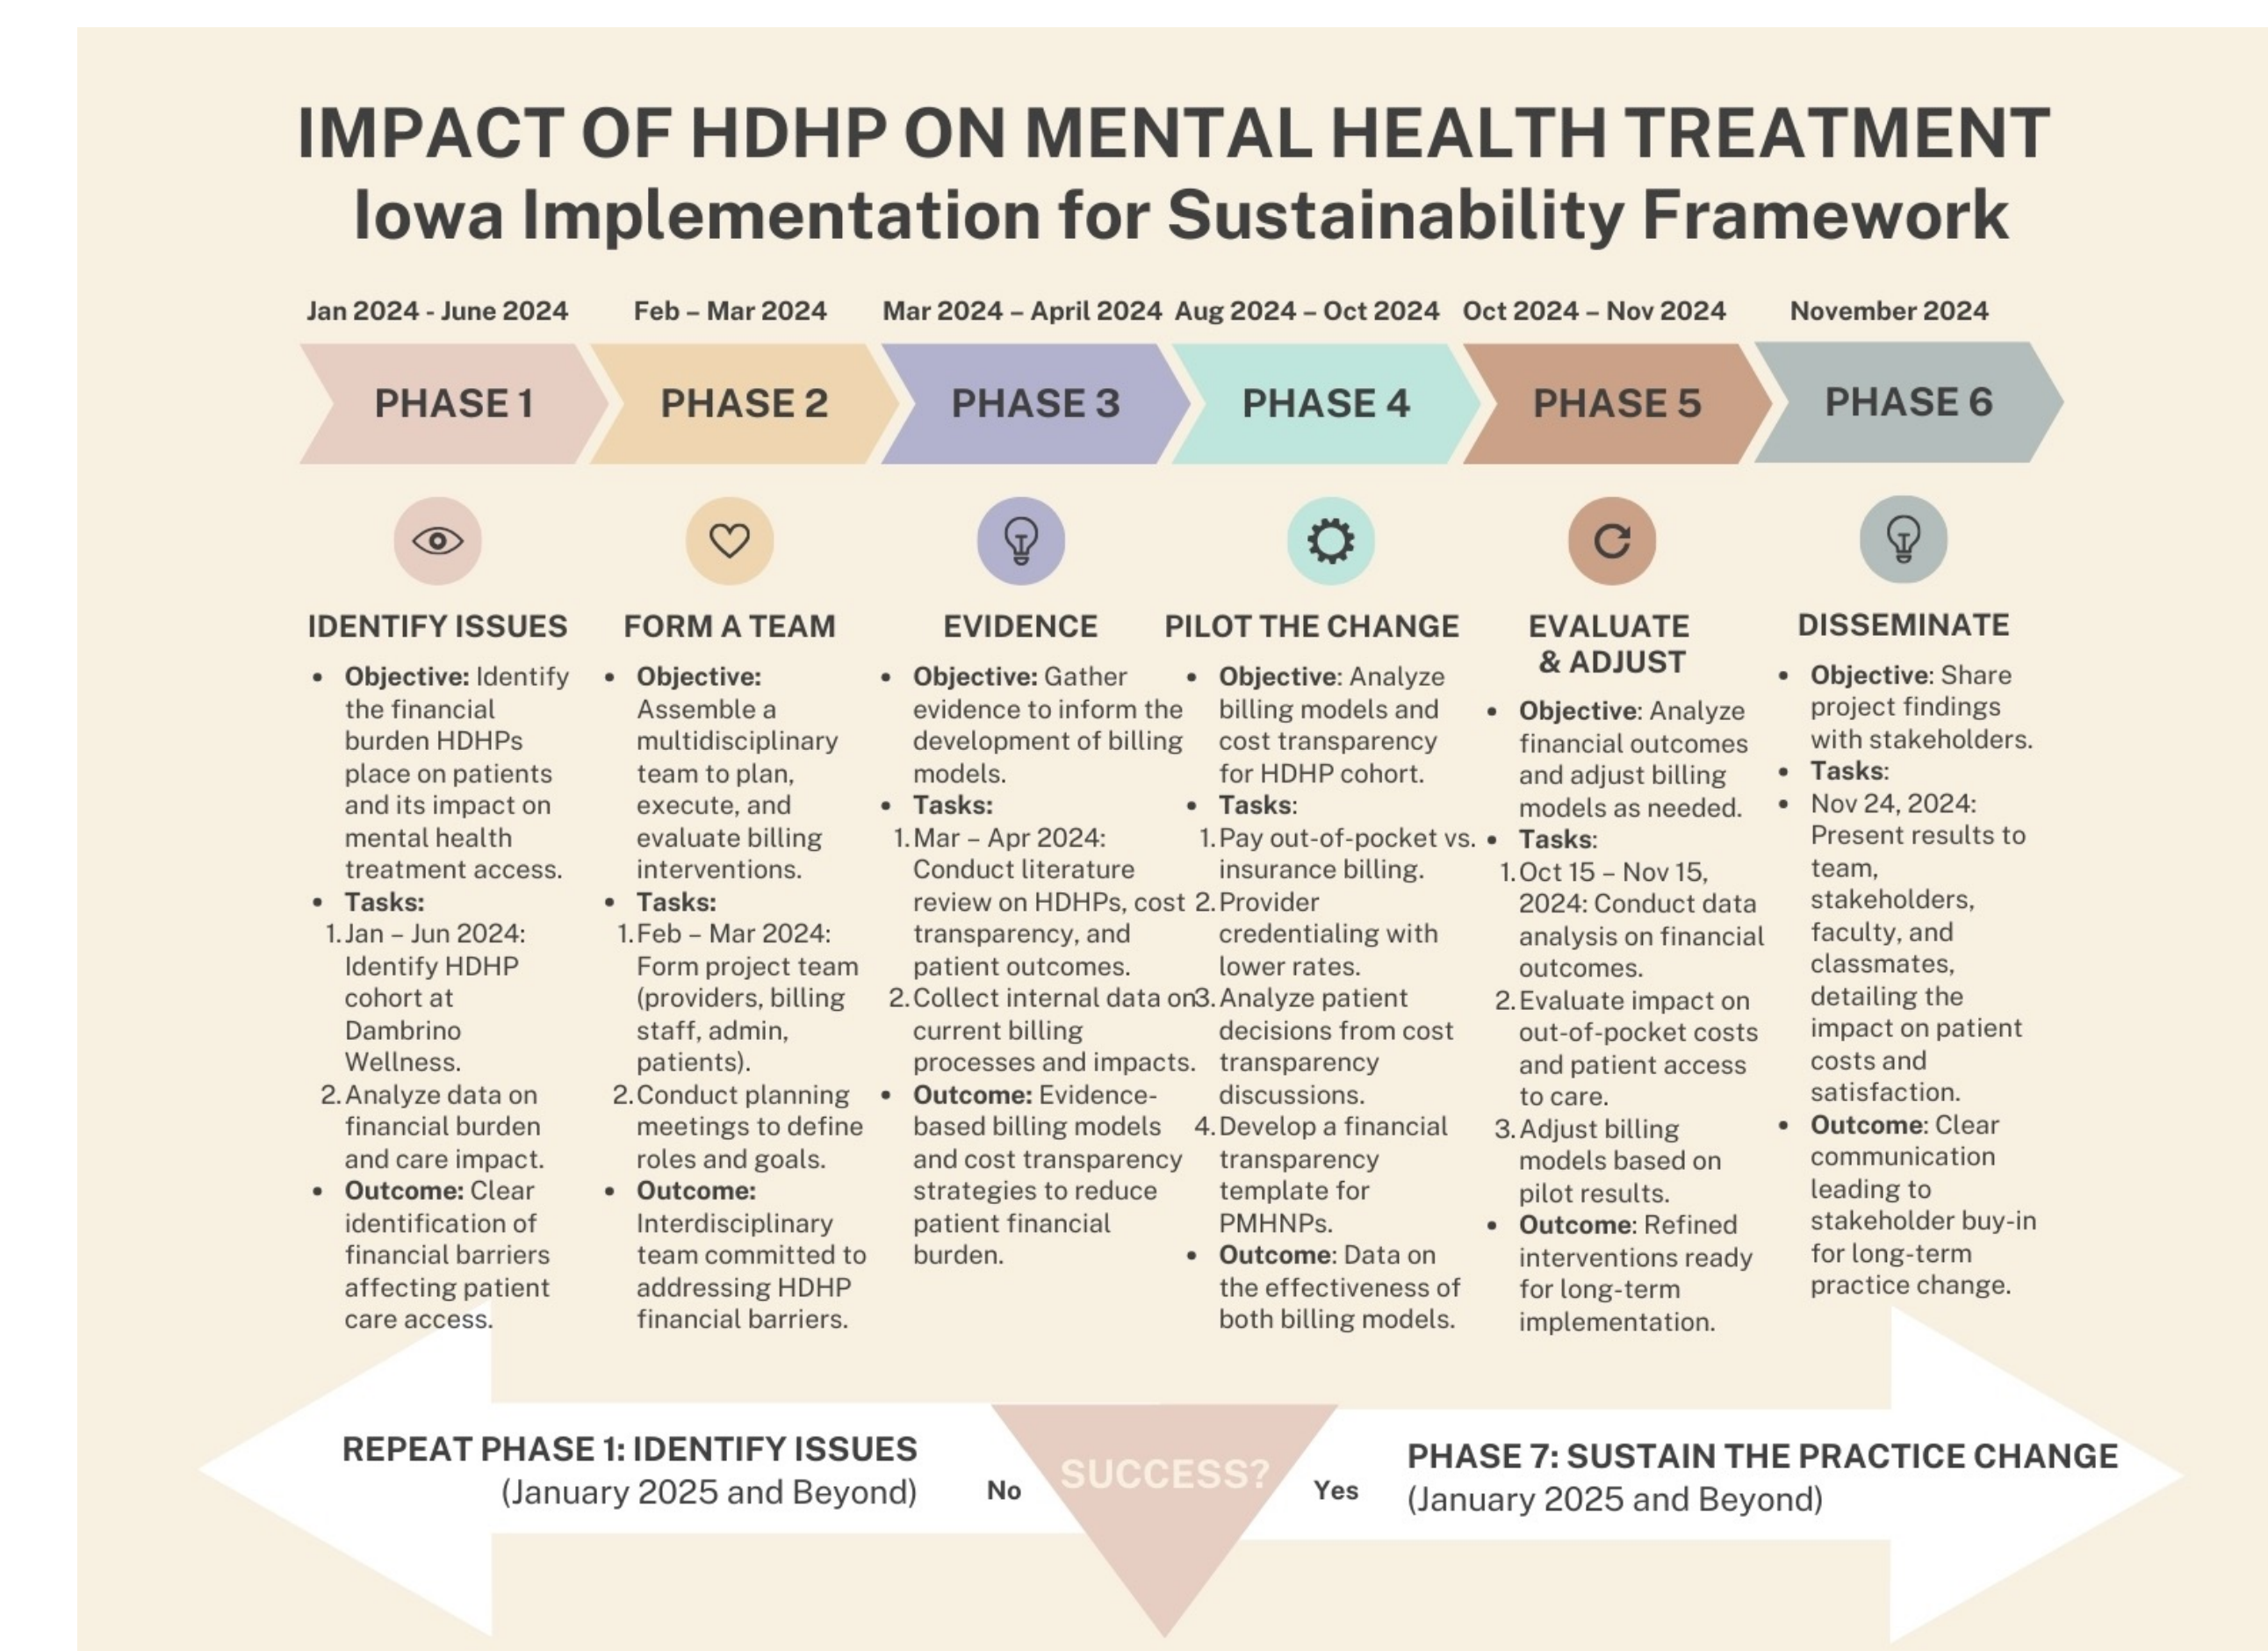 IMPACT OF HDHP ON MENTAL HEALTH TREATMENT
Iowa Implementation for Sustainability Framework
Jan 2024 - June 2024
Feb – Mar 2024
Mar 2024 – April 2024
Aug 2024 – Oct 2024
Oct 2024 – Nov 2024
November 2024
PHASE 1
PHASE 2
PHASE 3
PHASE 4
PHASE 5
PHASE 6
IDENTIFY ISSUES
• Objective: Identify
the financial
burden HDHPs
place on patients
and its impact on
mental health
treatment access.
• Tasks:
1. Jan – Jun 2024:
Identify HDHP
cohort at
Dambrino
Wellness.
2. Analyze data on
financial burden
and care impact.
• Outcome: Clear
identification of
financial barriers
affecting patient
care access.
FORM A TEAM
• Objective:
Assemble a
multidisciplinary
team to plan,
execute, and
evaluate billing
interventions.
• Tasks:
1. Feb – Mar 2024:
Form project team
(providers, billing
staff, admin,
patients).
2. Conduct planning
meetings to define
roles and goals.
• Outcome:
Interdisciplinary
team committed to
addressing HDHP
financial barriers.
EVIDENCE
• Objective: Gather
evidence to inform the
development of billing
models.
• Tasks:
1. Mar – Apr 2024:
Conduct literature
review on HDHPs, cost
transparency, and
patient outcomes.
2. Collect internal data on
current billing
processes and impacts.
• Outcome: Evidence-
based billing models
and cost transparency
strategies to reduce
patient financial
burden.
PILOT THE CHANGE
• Objective: Analyze
billing models and
cost transparency
for HDHP cohort.
• Tasks:
1. Pay out-of-pocket vs.
insurance billing.
2. Provider
credentialing with
lower rates.
3. Analyze patient
decisions from cost
transparency
discussions.
4. Develop a financial
transparency
template for
PMHNPs.
• Outcome: Data on
the effectiveness of
both billing models.
EVALUATE
& ADJUST
• Objective: Analyze
financial outcomes
and adjust billing
models as needed.
• Tasks:
1. Oct 15 – Nov 15,
2024: Conduct data
analysis on financial
outcomes.
2. Evaluate impact on
out-of-pocket costs
and patient access
to care.
3. Adjust billing
models based on
pilot results.
• Outcome: Refined
interventions ready
for long-term
implementation.
DISSEMINATE
• Objective: Share
project findings
with stakeholders.
• Tasks:
• Nov 24, 2024:
Present results to
team,
stakeholders,
faculty, and
classmates,
detailing the
impact on patient
costs and
satisfaction.
• Outcome: Clear
communication
leading to
stakeholder buy-in
for long-term
practice change.
REPEAT PHASE 1: IDENTIFY ISSUES
(January 2025 and Beyond)
No
SUCCESS?
Yes
PHASE 7: SUSTAIN THE PRACTICE CHANGE
(January 2025 and Beyond)